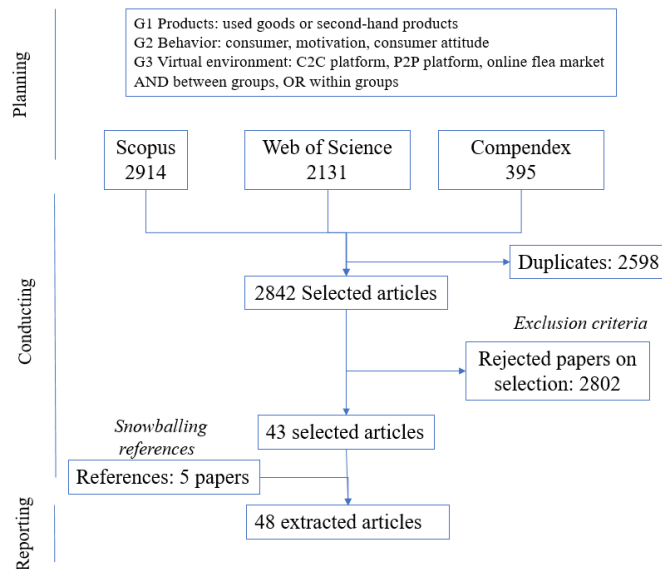 Planning
G1 Products: used goods or second-hand products
G2 Behavior: consumer, motivation, consumer attitude
G3 Virtual environment: C2C platform, P2P platform, online flea market
AND between groups, OR within groups
Scopus
2914
Web of Science
2131
Compendex
395
Conducting
Duplicates: 2598
2842 Selected articles
Exclusion criteria
Rejected papers on
selection: 2802
43 selected articles
Snowballing
references
References: 5 papers
Reporting
48 extracted articles